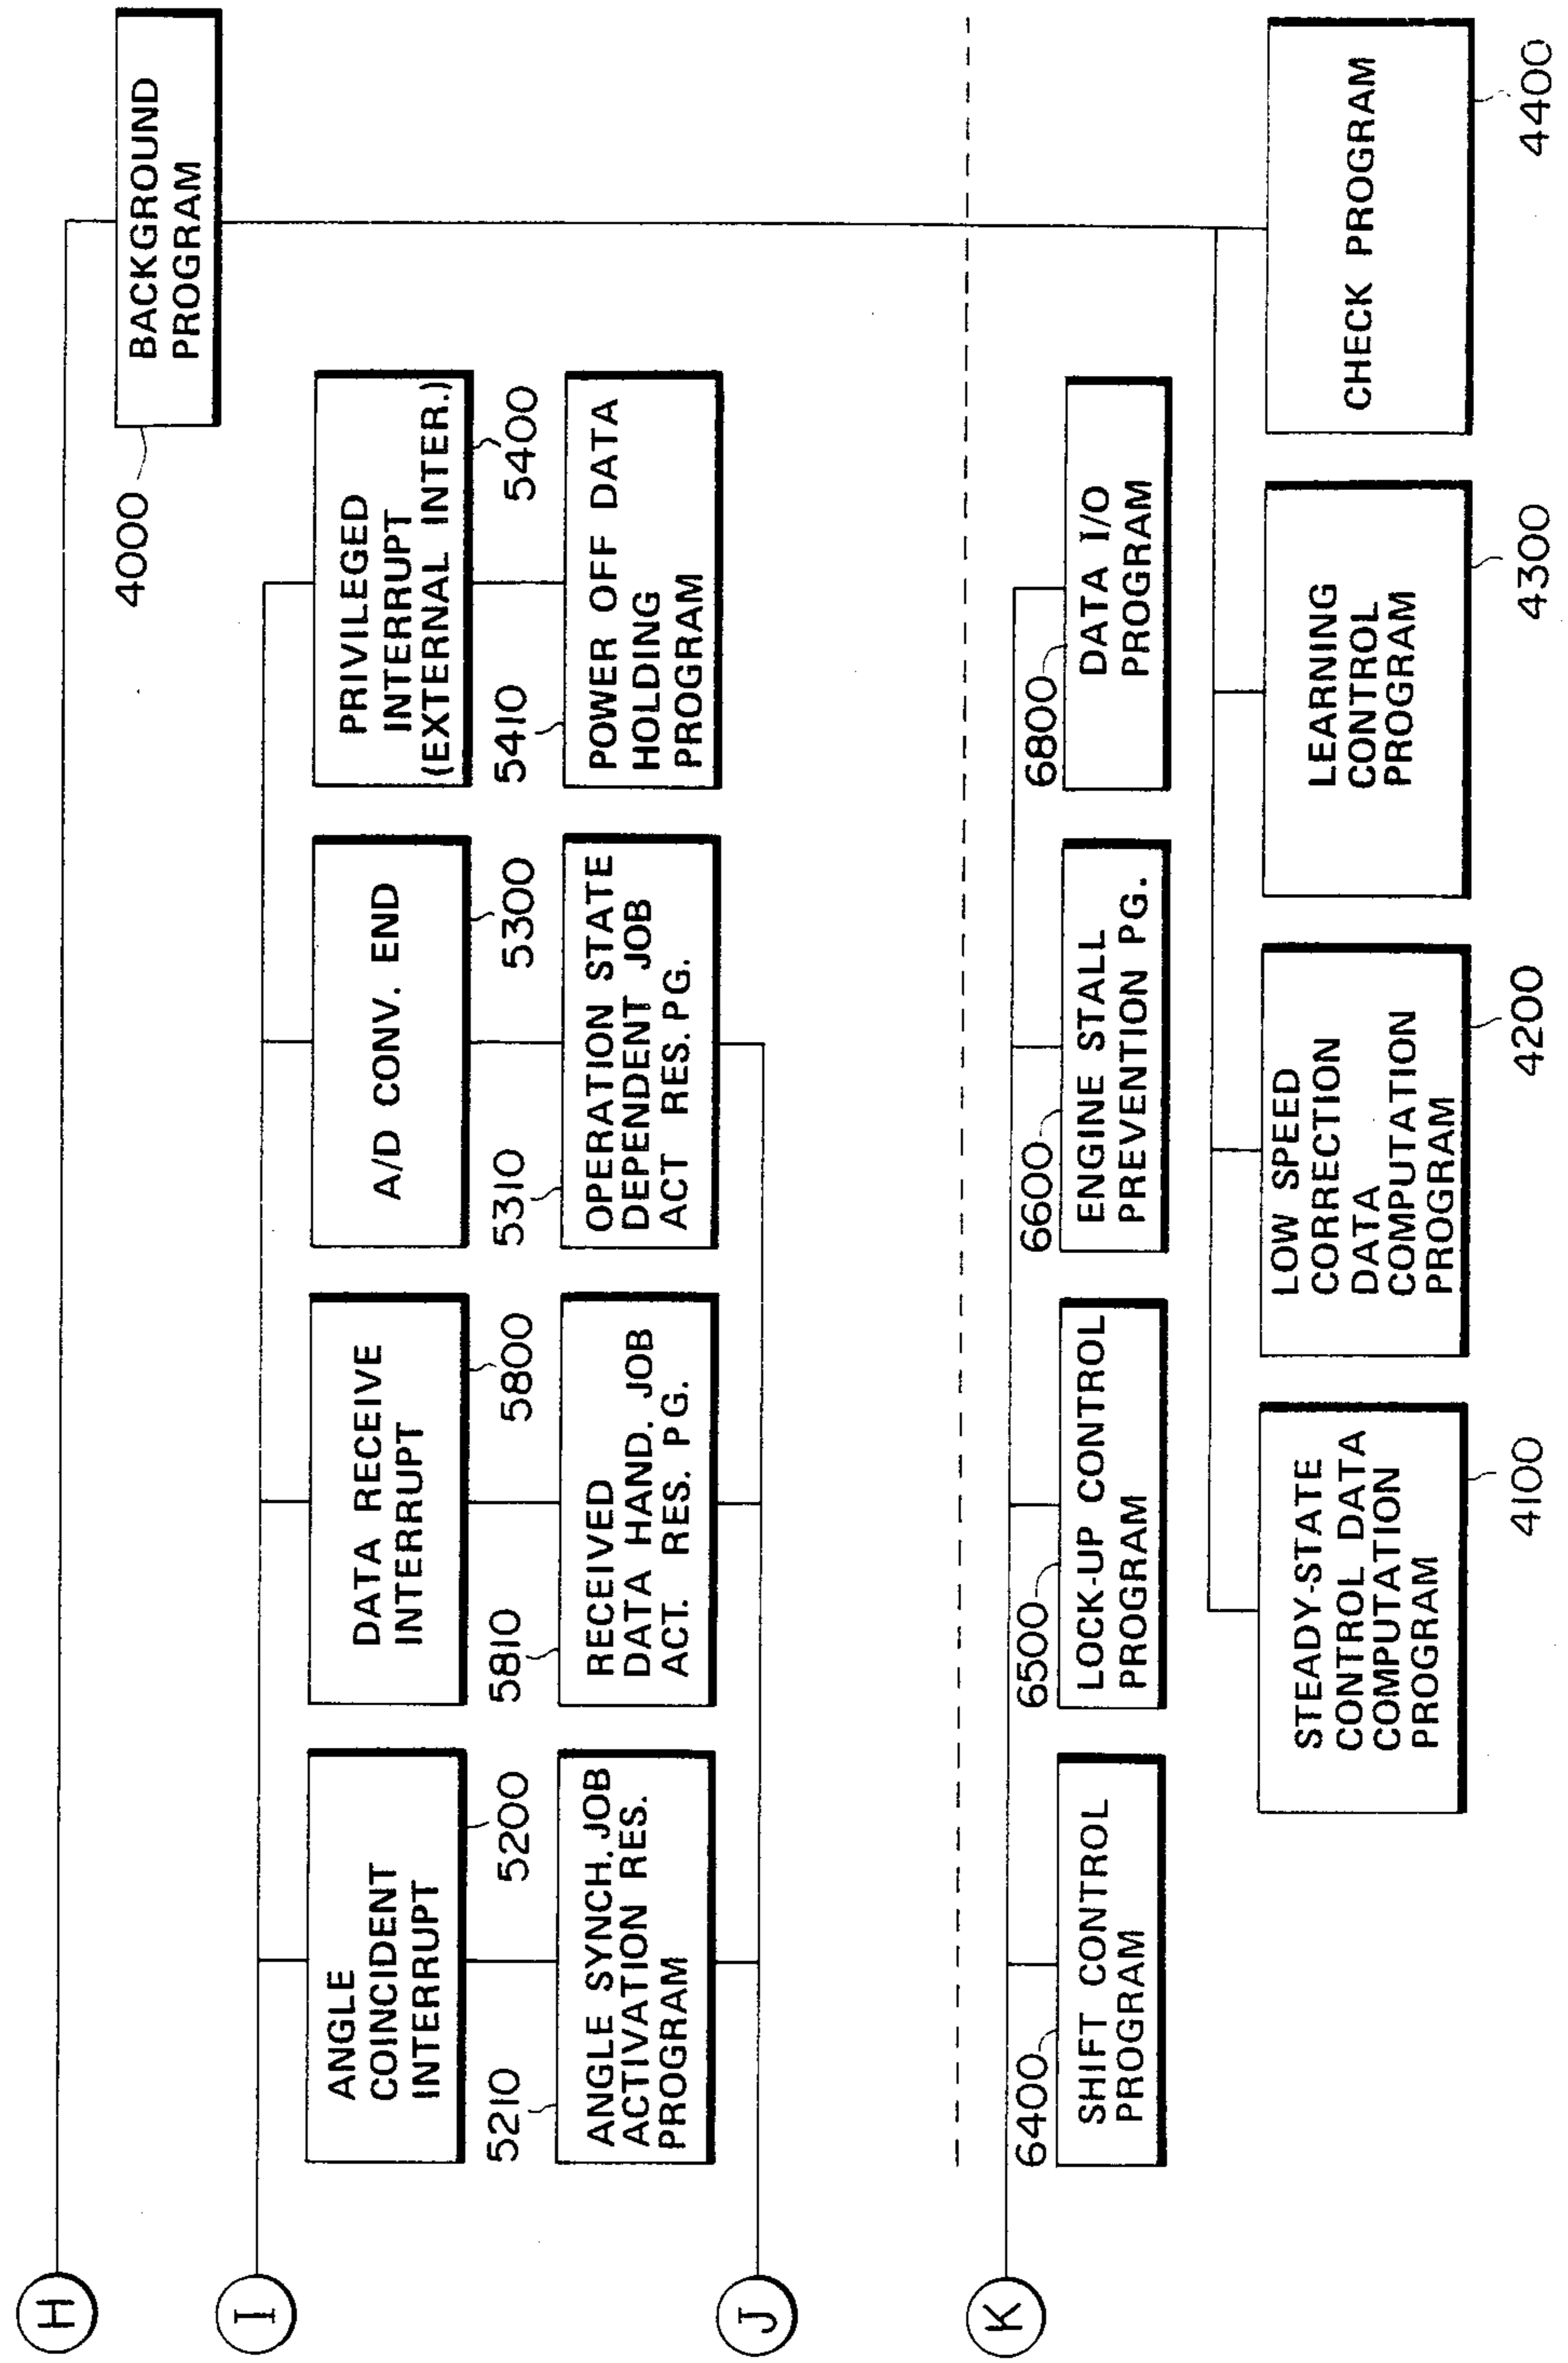 H
BACKGROUND
PROGRAM
4000
I
ANGLE
COINCIDENT
INTERRUPT
5200
DATA RECEIVE
INTERRUPT
5800
A/D CONV. END
5300
PRIVILEGED
INTERRUPT
(EXTERNAL INTER.)
5400
5210
ANGLE SYNCH. JOB
ACTIVATION RES.
PROGRAM
5810
RECEIVED
DATA HAND. JOB
ACT. RES. PG.
5310
OPERATION STATE
DEPENDENT JOB
ACT RES. PG.
5410
POWER OFF DATA
HOLDING
PROGRAM
J
K
6400
SHIFT CONTROL
PROGRAM
6500
LOCK-UP CONTROL
PROGRAM
6600
ENGINE STALL
PREVENTION PG.
6800
DATA I/O
PROGRAM
STEADY-STATE
CONTROL DATA
COMPUTATION
PROGRAM
4100
LOW SPEED
CORRECTION
DATA
COMPUTATION
PROGRAM
4200
LEARNING
CONTROL
PROGRAM
4300
CHECK PROGRAM
4400